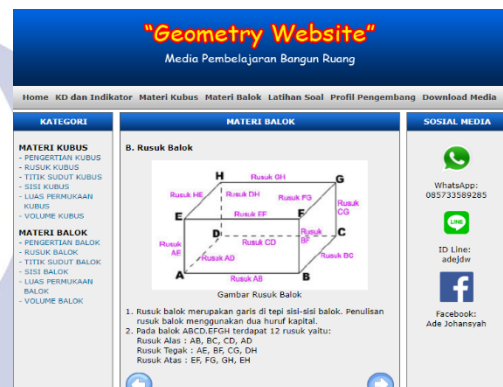 "Geometry Website"
Media Pembelajaran Bangun Ruang
Home KD dan Indikator Materi Kubus Materi Balok Latihan Soal Profil Pengembang Download Media
KATEGORI
MATERI KUBUS
- PENGERTIAN KUBUS
- RUSUK KUBUS
- TITIK SUDUT KUBUS
- SISI KUBUS
- LUAS PERMUKAAN
KUBUS
- VOLUME KUBUS
MATERI BALOK
- PENGERTIAN BALOK
- RUSUK BALOK
- TITIK SUDUT BALOK
- SISI BALOK
- LUAS PERMUKAAN
BALOK
- VOLUME BALOK
MATERI BALOK
B. Rusuk Balok
H Rusuk GH G
Rusuk HE Rusuk DH Rusuk FG Rusuk
CG
E Rusuk EF F
D Rusuk CD Rusuk
BF C
Rusuk
AE Rusuk AD Rusuk BC
A Rusuk AB B
Gambar Rusuk Balok
1. Rusuk balok merupakan garis di tepi sisi-sisi balok. Penulisan
rusuk balok menggunakan dua huruf kapital.
2. Pada balok ABCD.EFGH terdapat 12 rusuk yaitu:
Rusuk Alas : AB, BC, CD, AD
Rusuk Tegak : AE, BF, CG, DH
Rusuk Atas : EF, FG, GH, EH
SOSIAL MEDIA
WhatsApp:
085733589285
LINE
ID Line:
adejdw
Facebook:
Ade Johansyah